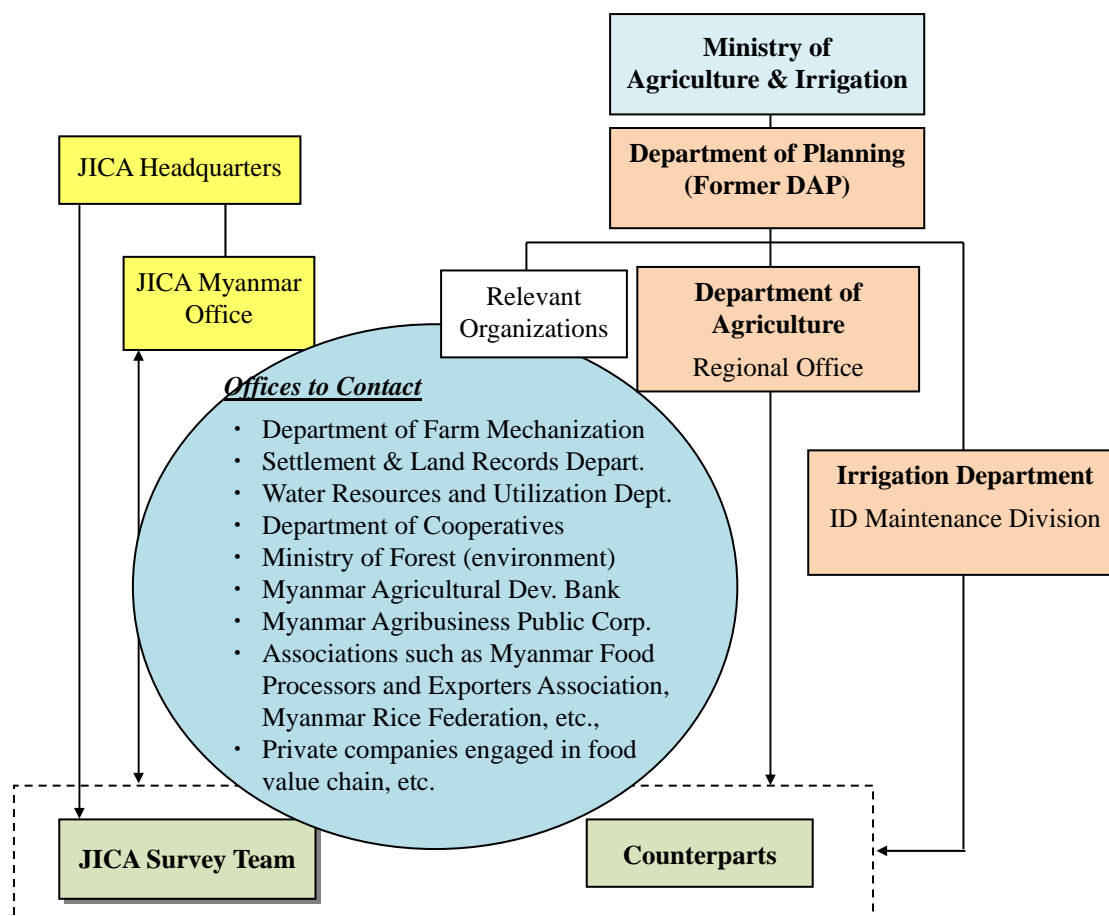 Ministry of
Agriculture & Irrigation
JICA Headquarters
Department of Planning
(Former DAP)
JICA Myanmar
Office
Relevant
Organizations
Department of
Agriculture
Regional Office
Offices to Contact
・ Department of Farm Mechanization
・ Settlement & Land Records Depart.
・ Water Resources and Utilization Dept.
・ Department of Cooperatives
・ Ministry of Forest (environment)
・ Myanmar Agricultural Dev. Bank
・ Myanmar Agribusiness Public Corp.
・ Associations such as Myanmar Food
Processors and Exporters Association,
Myanmar Rice Federation, etc.,
・ Private companies engaged in food
value chain, etc.
Irrigation Department
ID Maintenance Division
JICA Survey Team
Counterparts